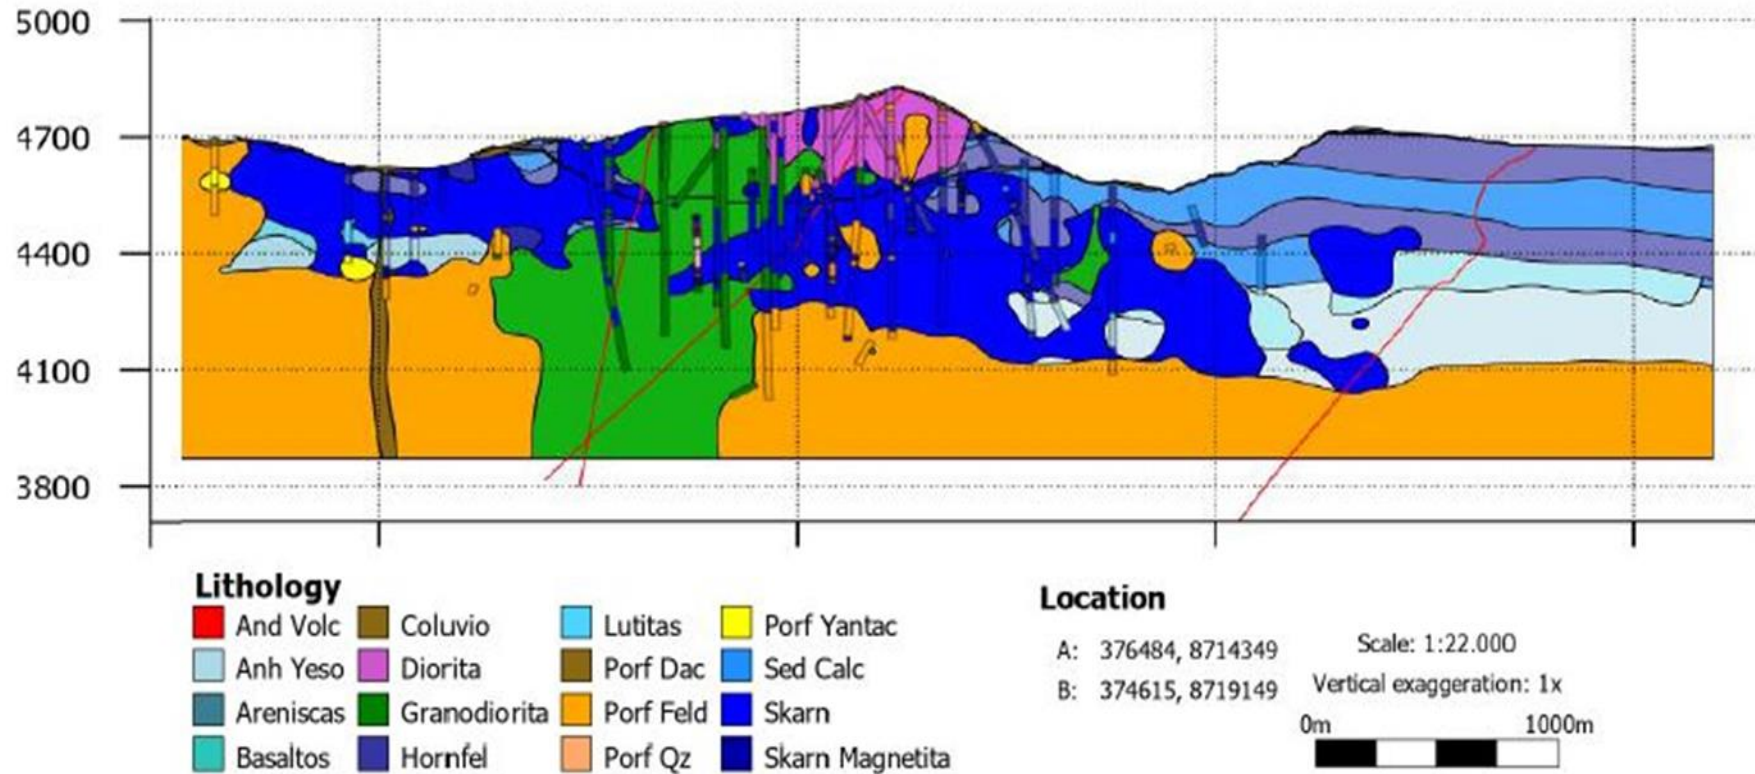 5000
4700
4400
4100
3800
Lithology
And Volc
Coluvio
Lutitas
Porf Yantac
Anh Yeso
Diorita
Porf Dac
Sed Calc
Areniscas
Granodiorita
Porf Feld
Skarn
Basaltos
Hornfel
Porf Qz
Skarn Magnetita
Location
A: 376484, 8714349
B: 374615, 8719149
Scale: 1:22.000
Vertical exaggeration: 1x
0m 1000m